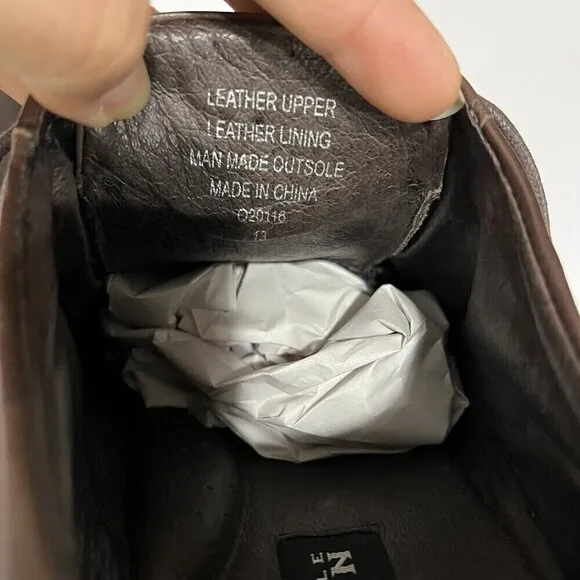 LEATHER UPPER
LEATHER LINING
MAN MADE OUTSOLE
MADE IN CHINA
Q20116
13